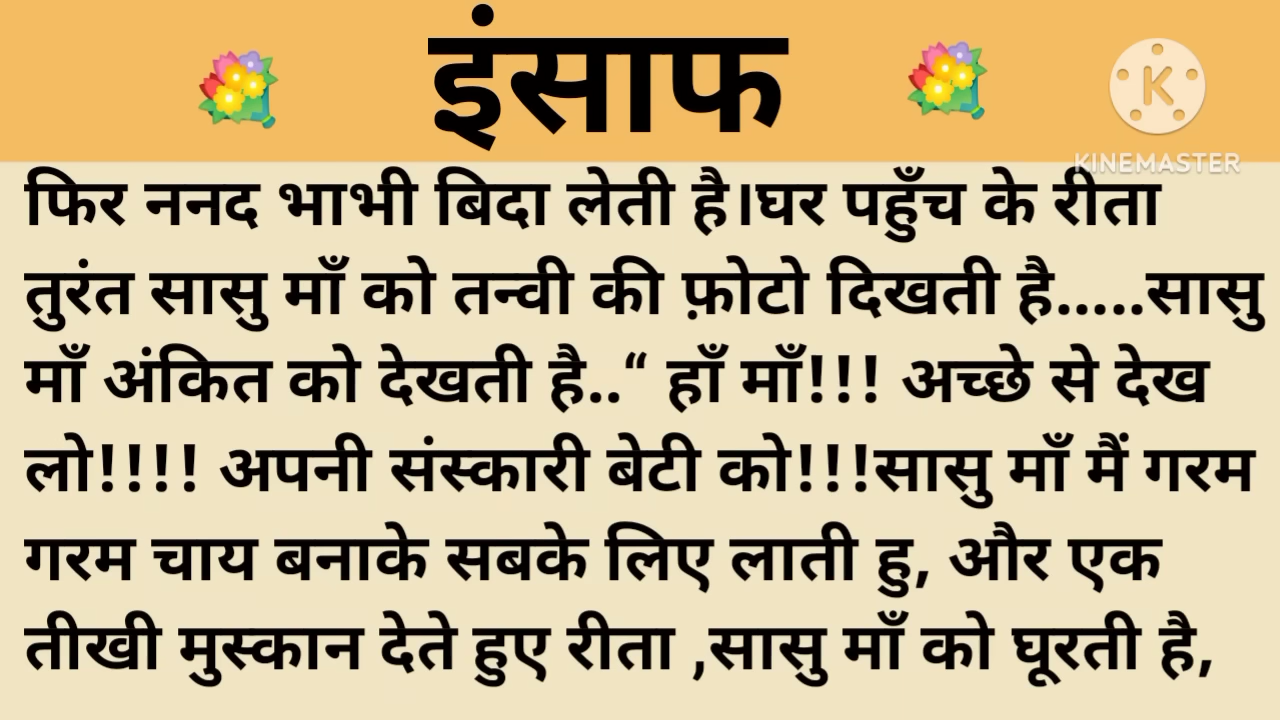 इंसाफ
KINEMASTER
फिर ननद भाभी बिदा लेती है।घर पहुँच के रीता
तुरंत सासु माँ को तन्वी की फ़ोटो दिखती है.....सासु
माँ अंकित को देखती है..“ हाँ माँ!!! अच्छे से देख
लो!!!! अपनी संस्कारी बेटी को!!!सासु माँ मैं गरम
गरम चाय बनाके सबके लिए लाती हु, और एक
तीखी मुस्कान देते हुए रीता ,सासु माँ को घूरती है,